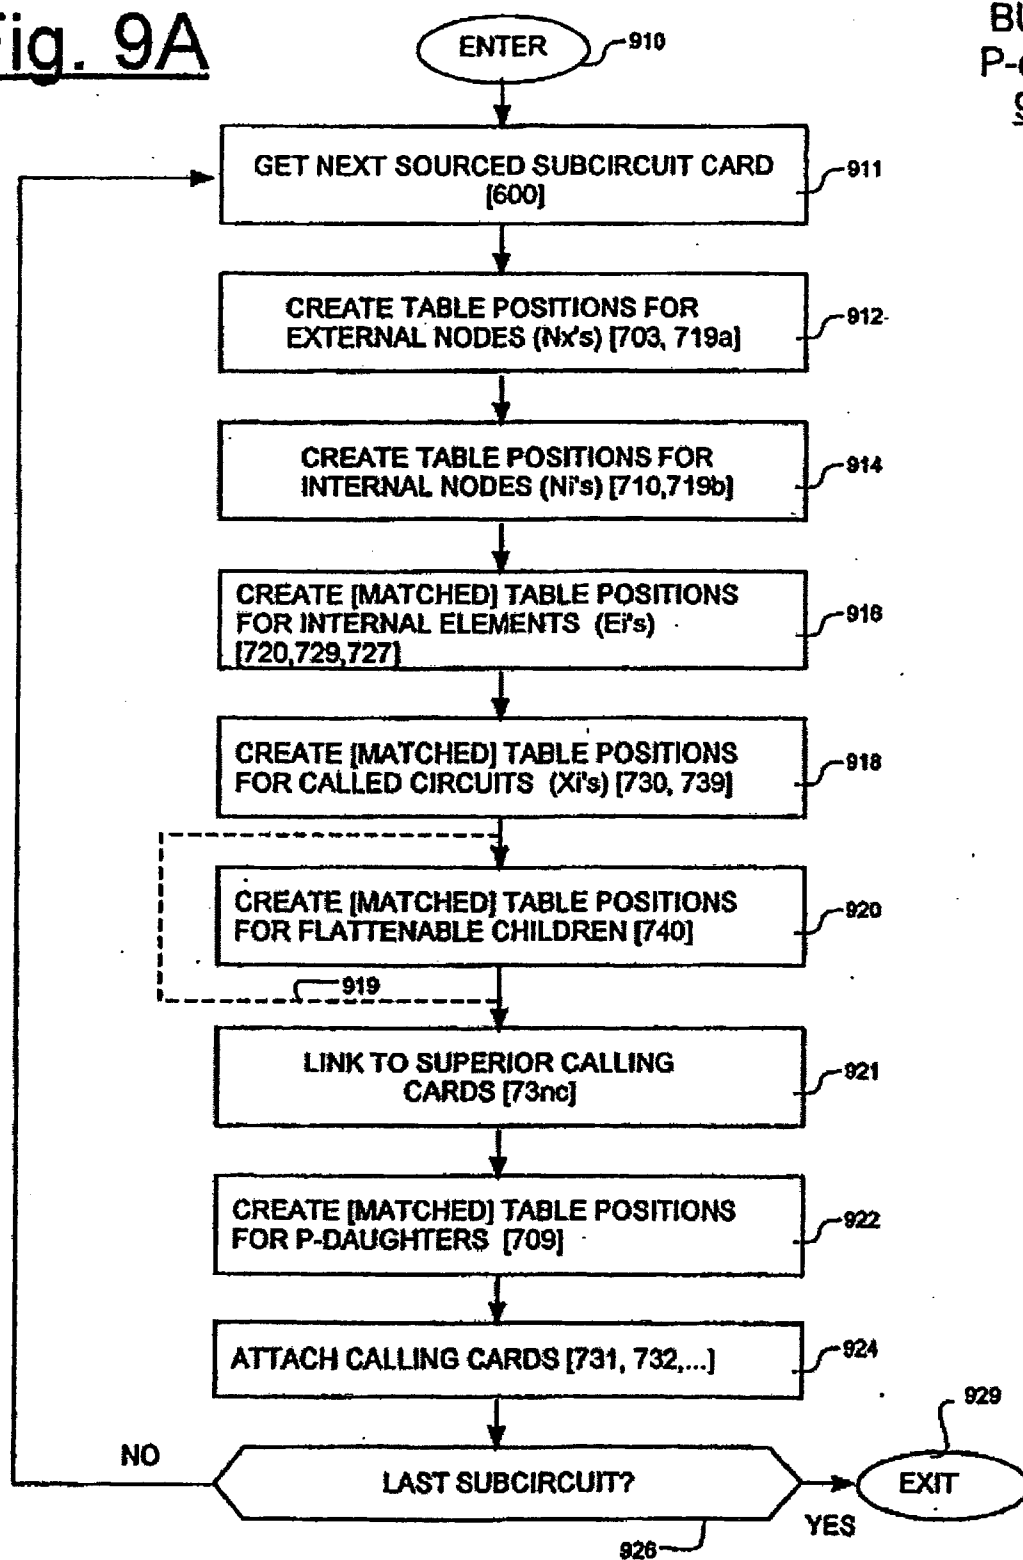 Fig. 9A
ENTER
910
GET NEXT SOURCED SUBCIRCUIT CARD
[600]
911
CREATE TABLE POSITIONS FOR
EXTERNAL NODES (Nx's) [703, 719a]
912
CREATE TABLE POSITIONS FOR
INTERNAL NODES (Ni's) [710,719b]
914
CREATE [MATCHED] TABLE POSITIONS
FOR INTERNAL ELEMENTS (Ei's)
[720,729,727]
916
CREATE [MATCHED] TABLE POSITIONS
FOR CALLED CIRCUITS (Xi's) [730, 739]
918
CREATE [MATCHED] TABLE POSITIONS
FOR FLATTENABLE CHILDREN [740]
920
919
LINK TO SUPERIOR CALLING
CARDS [73nc]
921
CREATE [MATCHED] TABLE POSITIONS
FOR P-DAUGHTERS [709]
922
ATTACH CALLING CARDS [731, 732,...]
924
929
NO
LAST SUBCIRCUIT?
EXIT
YES
926